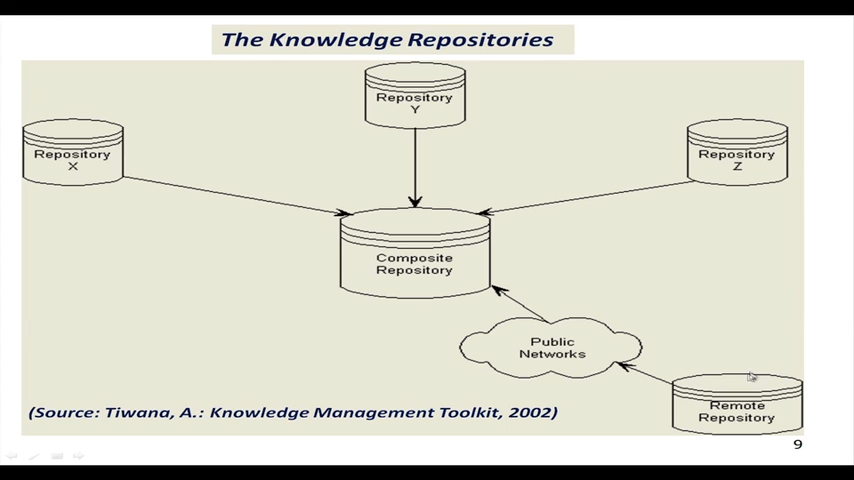 The Knowledge Repositories
Repository
Y
Repository
X
Repository
Z
Composite
Repository
Public
Networks
Remote
Repository
(Source: Tiwana, A.: Knowledge Management Toolkit, 2002)
9